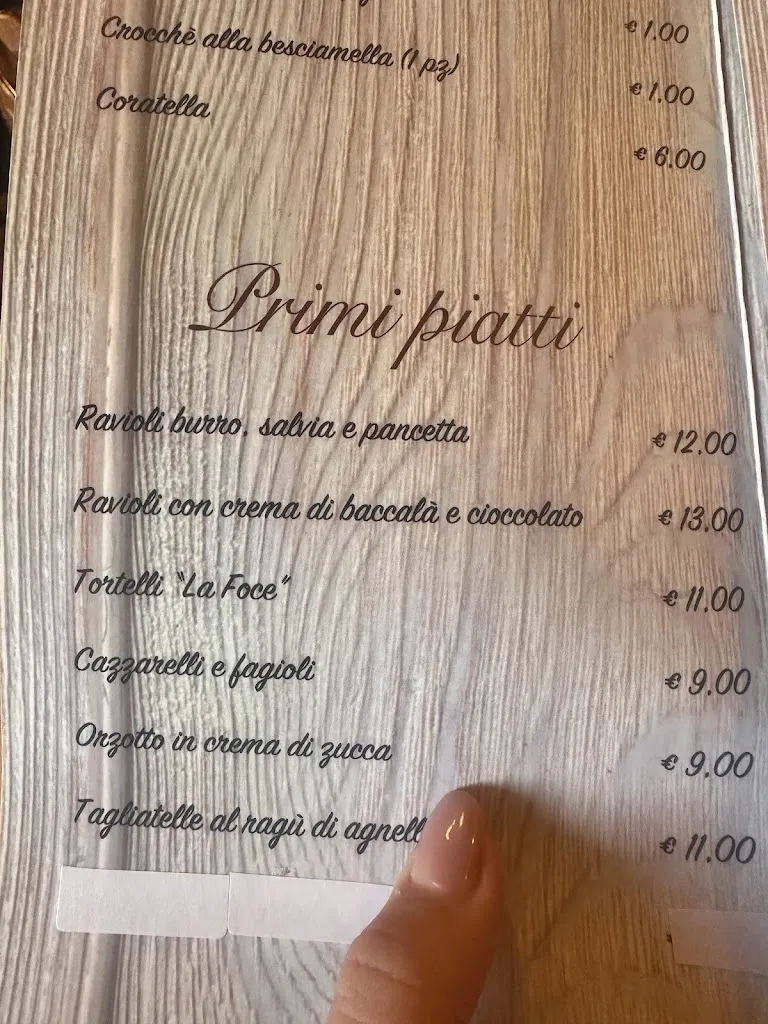 € 1.00
Crocchè alla besciamella (1 pz) € 1.00
Coratella € 6.00
Primi piatti
Ravioli burro, salvia e pancetta € 12.00
Ravioli con crema di baccalà e cioccolato € 13.00
Tortelli "La Foce" € 11.00
Cazzarelli e fagioli € 9.00
Orzotto in crema di zucca € 9.00
Tagliatelle al ragù di agnell € 11.00